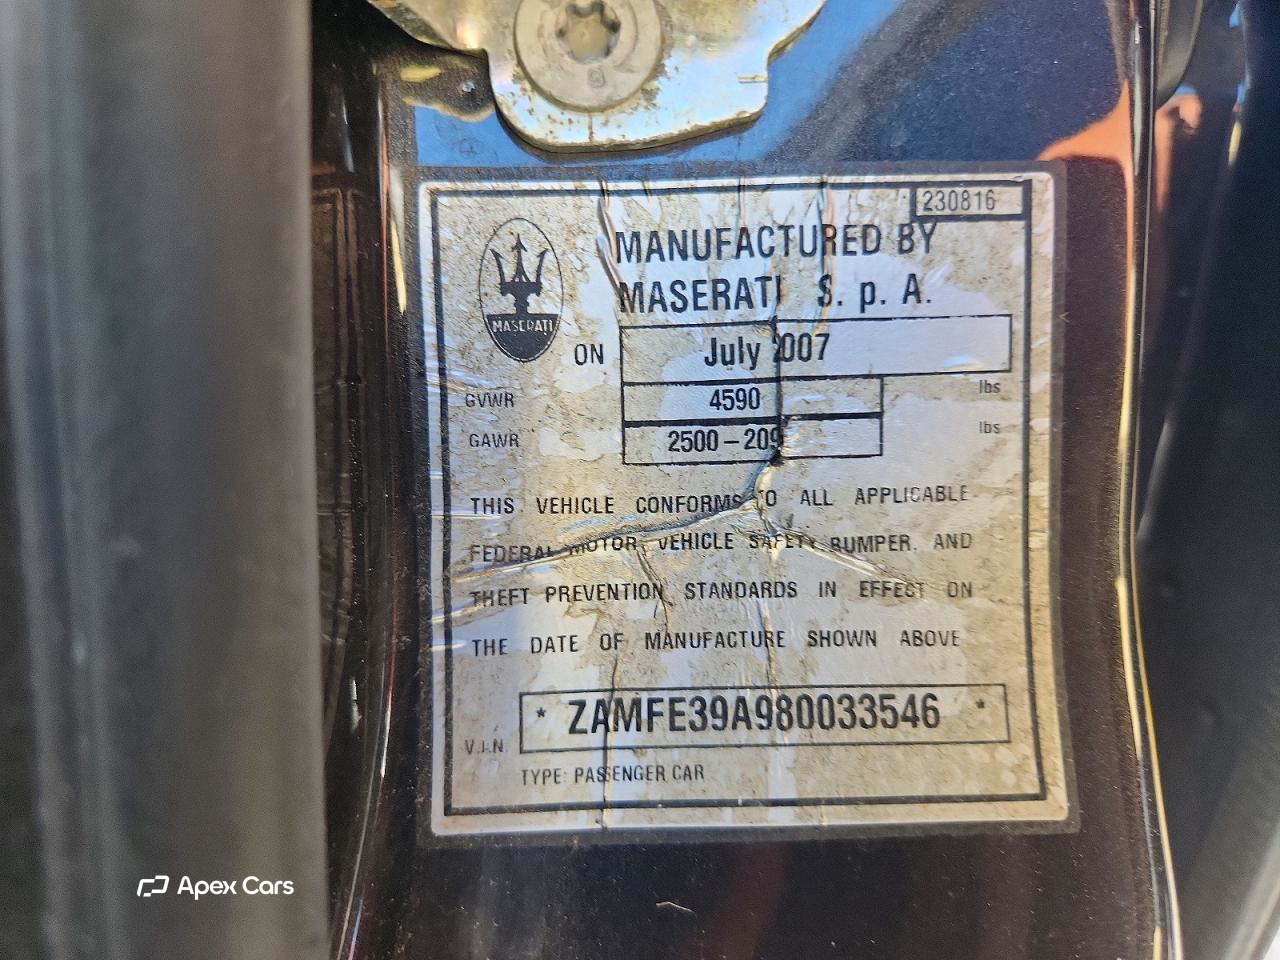 230816
MANUFACTURED BY
MASERATI S. p. A.
MASERATI
ON July 2007
GVWR 4590 lbs
GAWR 2500-209 lbs
THIS VEHICLE CONFORMS TO ALL APPLICABLE
FEDERAL MOTOR VEHICLE SAFETY BUMPER. AND
THEFT PREVENTION STANDARDS IN EFFECT ON
THE DATE OF MANUFACTURE SHOWN ABOVE
V.I.N. * ZAMFE39A980033546 *
TYPE: PASSENGER CAR
Apex Cars